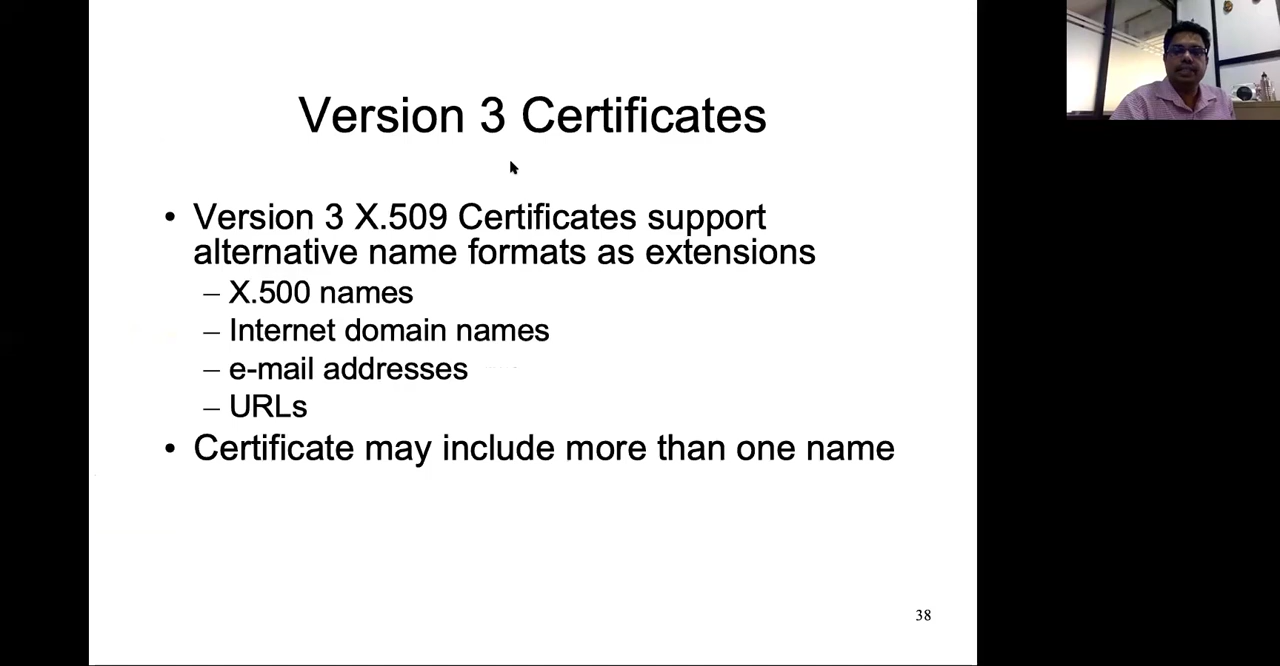 Version 3 Certificates
• Version 3 X.509 Certificates support
alternative name formats as extensions
– X.500 names
– Internet domain names
– e-mail addresses
– URLs
• Certificate may include more than one name
38